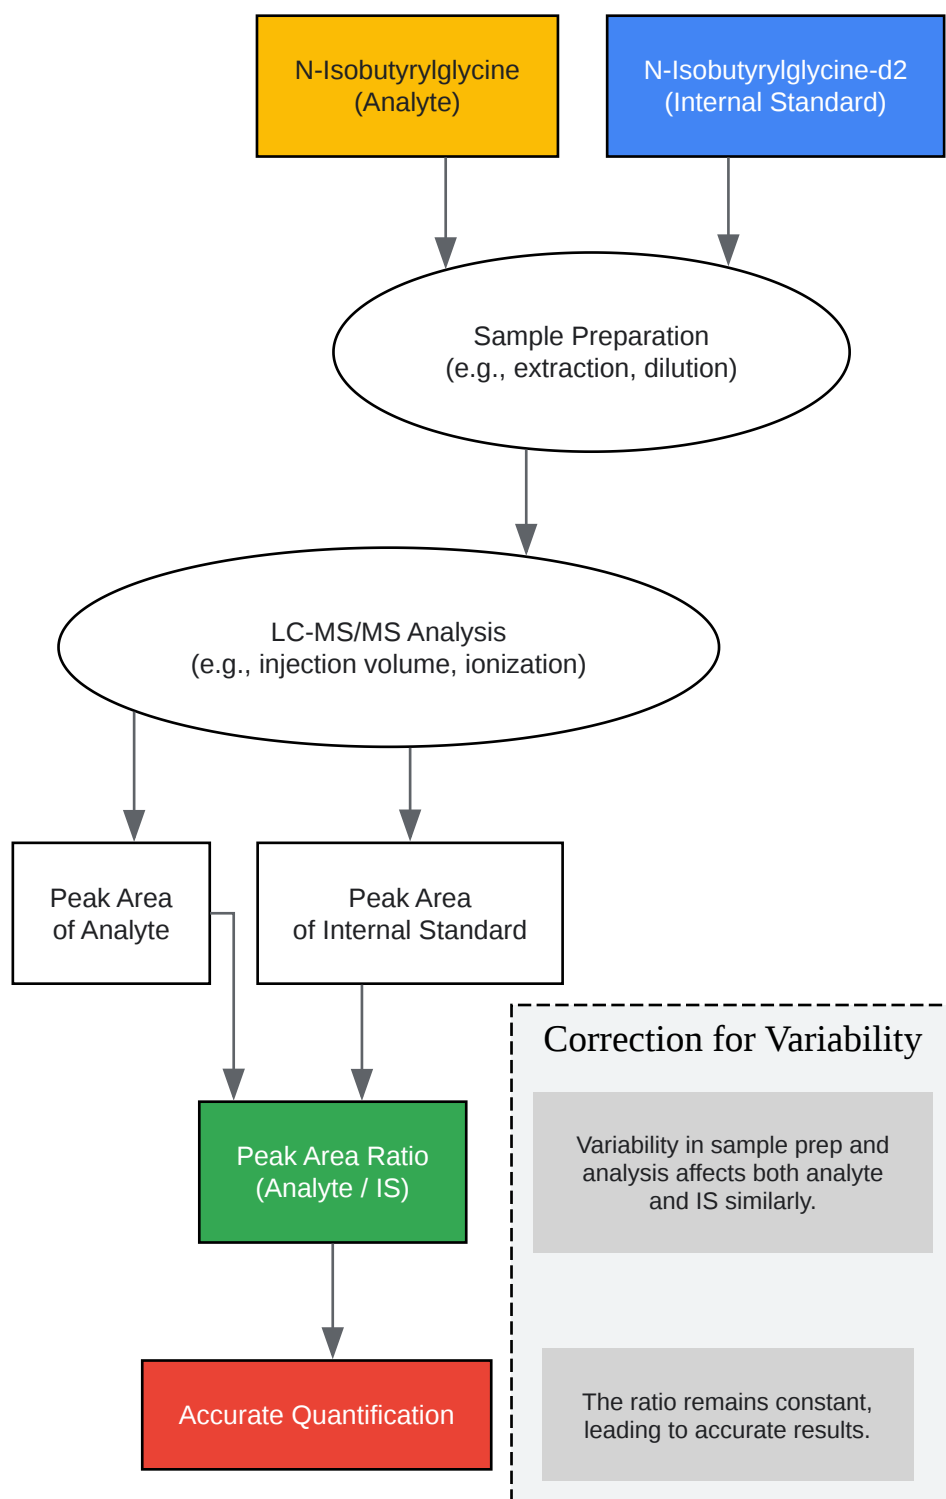 N-Isobutyrylglycine
(Analyte)
N-Isobutyrylglycine-d2
(Internal Standard)
Sample Preparation
(e.g., extraction, dilution)
LC-MS/MS Analysis
(e.g., injection volume, ionization)
Peak Area
of Analyte
Peak Area
of Internal Standard
Correction for Variability
Variability in sample prep and
analysis affects both analyte
and IS similarly.
Peak Area Ratio
(Analyte / IS)
Accurate Quantification
The ratio remains constant,
leading to accurate results.